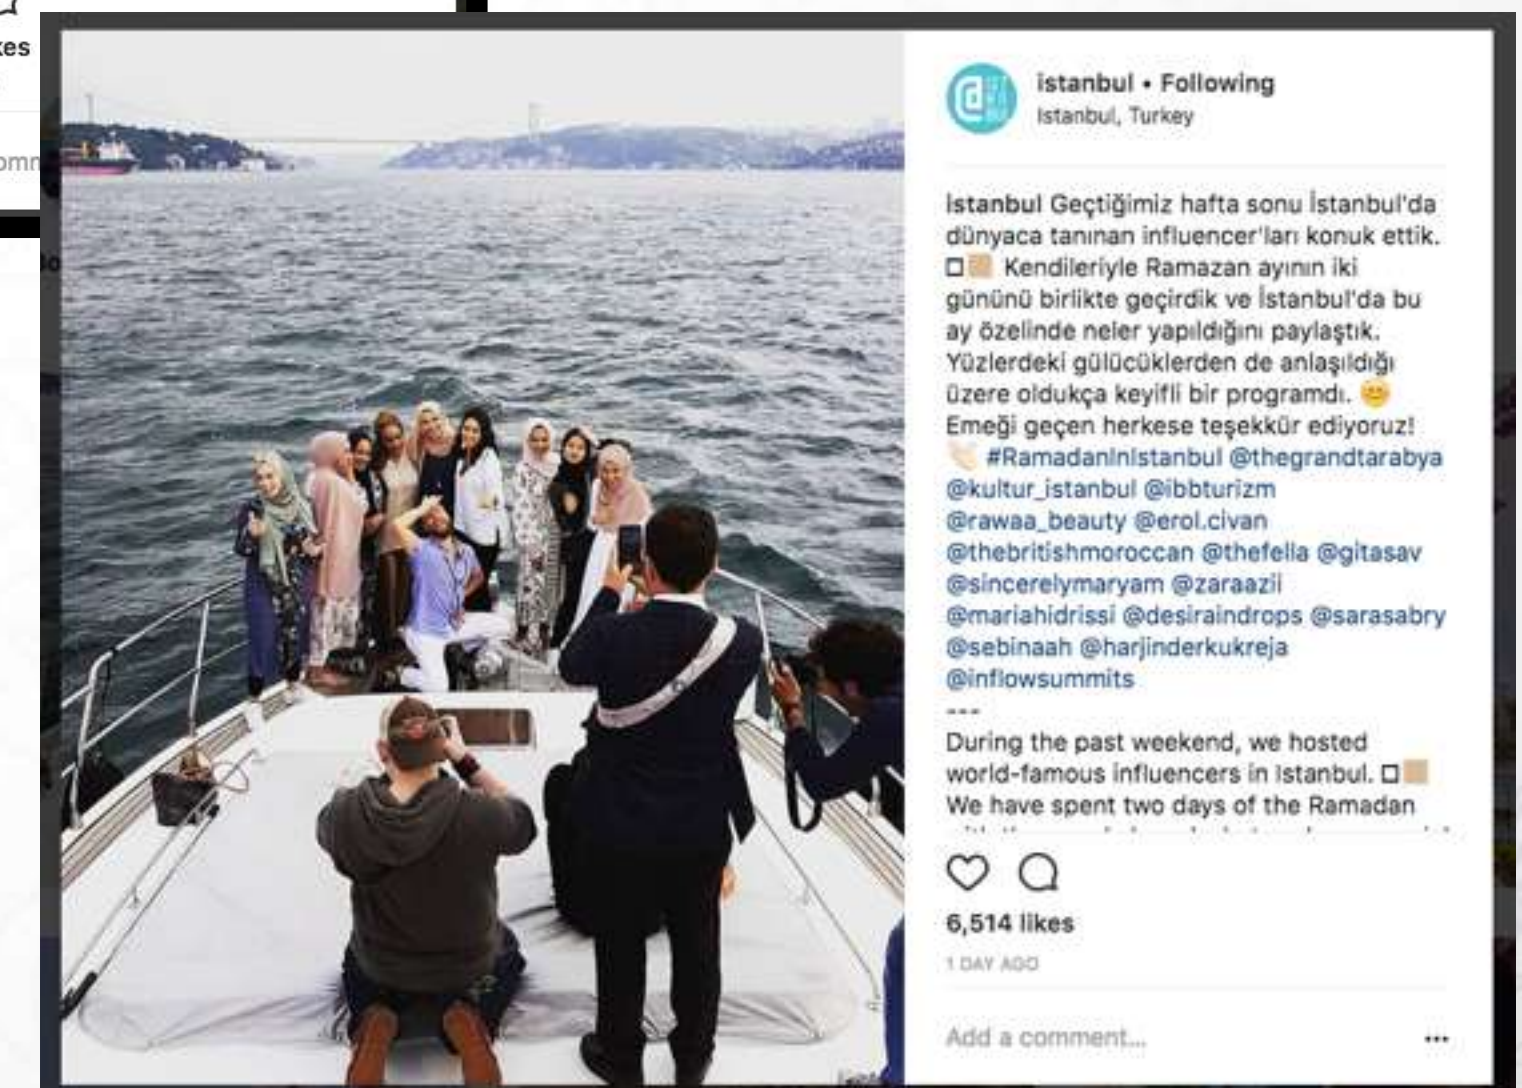 kes
omm
istanbul • Following
Istanbul, Turkey
istanbul Geçtiğimiz hafta sonu İstanbul'da
dünyaca tanınan influencer'ları konuk ettik.
Kendileriyle Ramazan ayının iki
gününü birlikte geçirdik ve İstanbul'da bu
ay özelinde neler yapıldığını paylaştık.
Yüzlerdeki gülücüklerden de anlaşıldığı
üzere oldukça keyifli bir programdı. 😊
Emeği geçen herkese teşekkür ediyoruz!
👏🏻 #RamadanInIstanbul @thegrandtarabya
@kultur_istanbul @ibbturizm
@rawaa_beauty @erol.civan
@thebritishmoroccan @thefella @gitasav
@sincerelymaryam @zaraazii
@mariahidrissi @desiraindrops @sarasabry
@sebinaah @harjinderkukreja
@inflowsummits
---
During the past weekend, we hosted
world-famous influencers in Istanbul.
We have spent two days of the Ramadan
6,514 likes
1 DAY AGO
Add a comment...